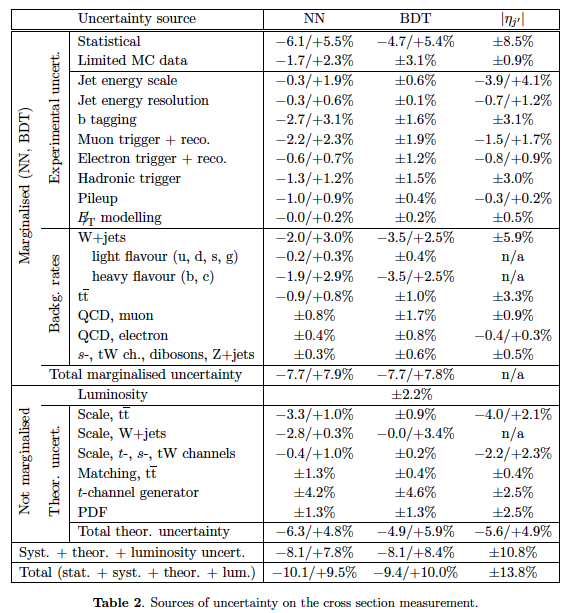 Uncertainty source NN BDT |ηj′|
Marginalised (NN, BDT)
Experimental uncert.
Statistical −6.1/+5.5% −4.7/+5.4% ±8.5%
Limited MC data −1.7/+2.3% ±3.1% ±0.9%
Jet energy scale −0.3/+1.9% ±0.6% −3.9/+4.1%
Jet energy resolution −0.3/+0.6% ±0.1% −0.7/+1.2%
b tagging −2.7/+3.1% ±1.6% ±3.1%
Muon trigger + reco. −2.2/+2.3% ±1.9% −1.5/+1.7%
Electron trigger + reco. −0.6/+0.7% ±1.2% −0.8/+0.9%
Hadronic trigger −1.3/+1.2% ±1.5% ±3.0%
Pileup −1.0/+0.9% ±0.4% −0.3/+0.2%
E̸T modelling −0.0/+0.2% ±0.2% ±0.5%
Backg. rates
W+jets −2.0/+3.0% −3.5/+2.5% ±5.9%
light flavour (u, d, s, g) −0.2/+0.3% ±0.4% n/a
heavy flavour (b, c) −1.9/+2.9% −3.5/+2.5% n/a
tt̄ −0.9/+0.8% ±1.0% ±3.3%
QCD, muon ±0.8% ±1.7% ±0.9%
QCD, electron ±0.4% ±0.8% −0.4/+0.3%
s-, tW ch., dibosons, Z+jets ±0.3% ±0.6% ±0.5%
Total marginalised uncertainty −7.7/+7.9% −7.7/+7.8% n/a
Not marginalised
Luminosity ±2.2%
Theor. uncert.
Scale, tt̄ −3.3/+1.0% ±0.9% −4.0/+2.1%
Scale, W+jets −2.8/+0.3% −0.0/+3.4% n/a
Scale, t-, s-, tW channels −0.4/+1.0% ±0.2% −2.2/+2.3%
Matching, tt̄ ±1.3% ±0.4% ±0.4%
t-channel generator ±4.2% ±4.6% ±2.5%
PDF ±1.3% ±1.3% ±2.5%
Total theor. uncertainty −6.3/+4.8% −4.9/+5.9% −5.6/+4.9%
Syst. + theor. + luminosity uncert. −8.1/+7.8% −8.1/+8.4% ±10.8%
Total (stat. + syst. + theor. + lum.) −10.1/+9.5% −9.4/+10.0% ±13.8%
Table 2. Sources of uncertainty on the cross section measurement.